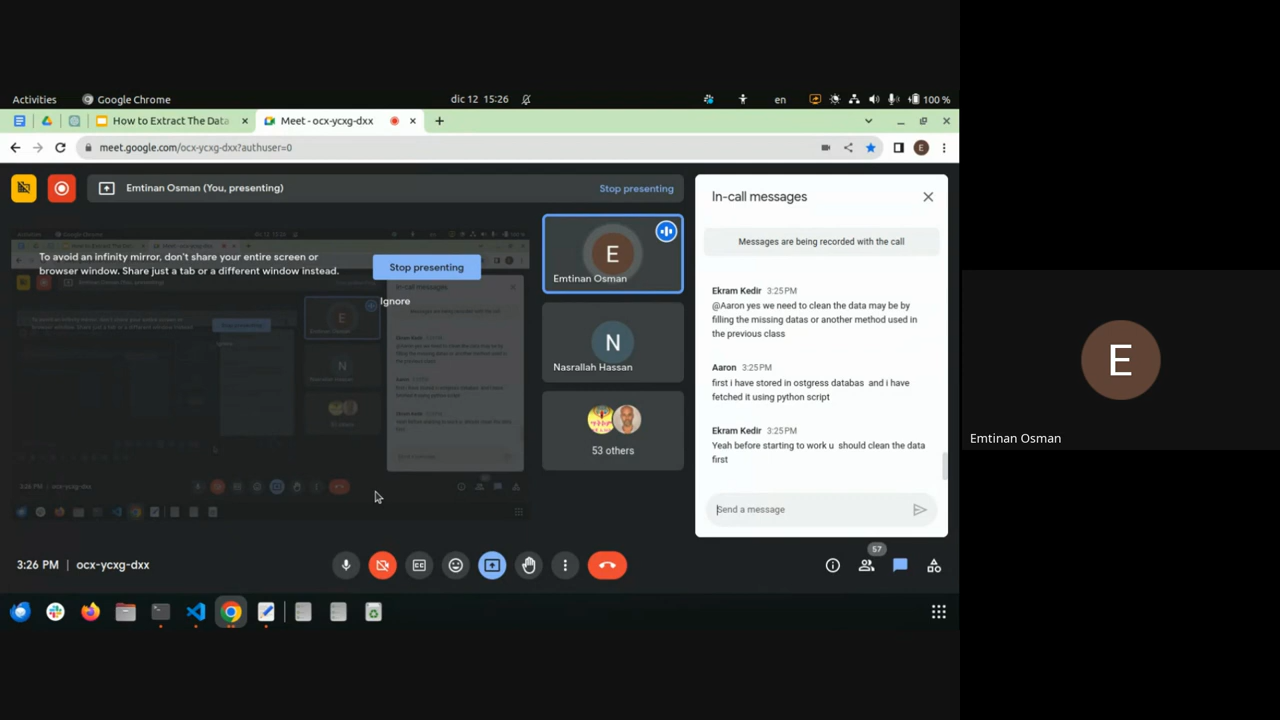 Activities Google Chrome dic 12 15:26 en 100 %
How to Extract The Data Meet - ocx-ycxg-dxx
meet.google.com/ocx-ycxg-dxx?authuser=0
Emtinan Osman (You, presenting) Stop presenting
To avoid an infinity mirror, don't share your entire screen or
browser window. Share just a tab or a different window instead.
Stop presenting
Ignore
E
Emtinan Osman
N
Nasrallah Hassan
53 others
In-call messages
Messages are being recorded with the call
Ekram Kedir 3:25 PM
@Aaron yes we need to clean the data may be by
filling the missing datas or another method used in
the previous class
Aaron 3:25 PM
first i have stored in ostgress databas and i have
fetched it using python script
Ekram Kedir 3:25 PM
Yeah before starting to work u should clean the data
first
Send a message
3:26 PM | ocx-ycxg-dxx
57
E
Emtinan Osman